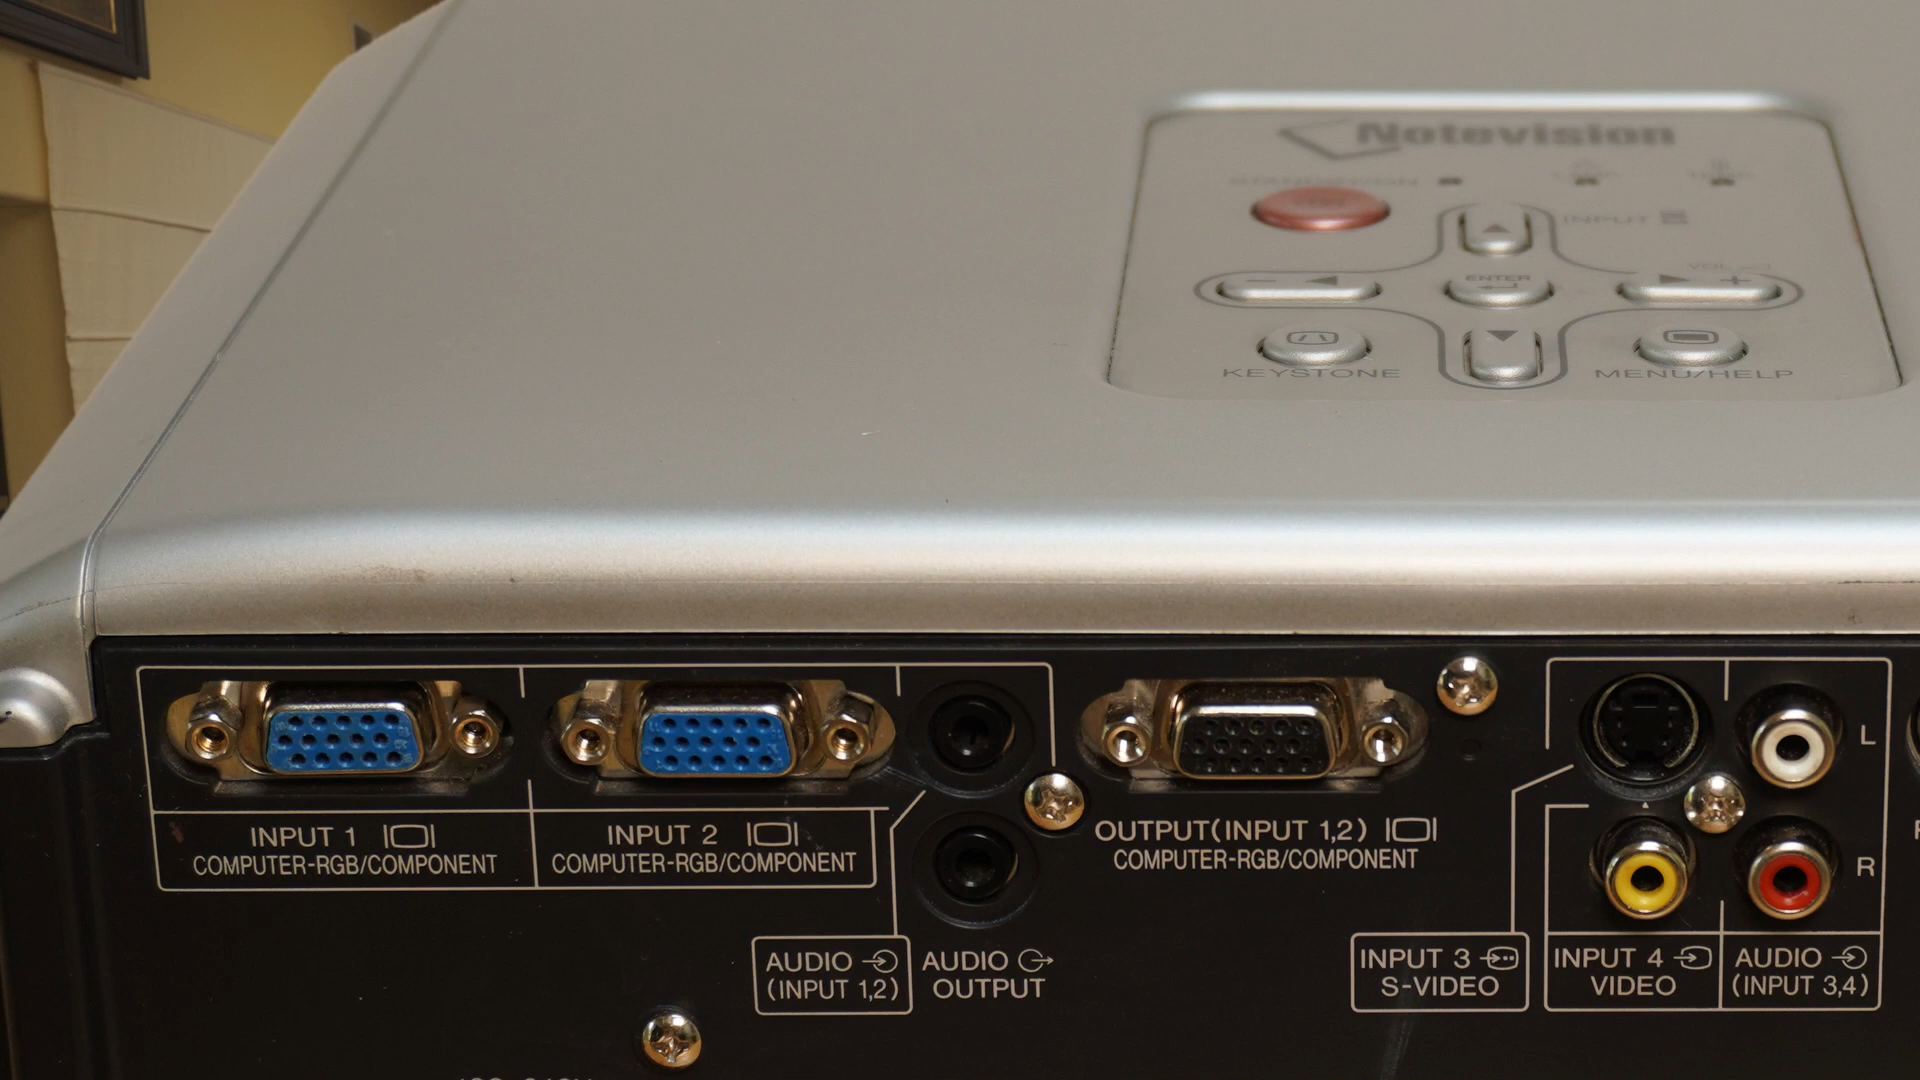 Notevision
STANDBY/ON
INPUT
VOL
- +
ENTER
KEYSTONE
MENU/HELP
INPUT 1
COMPUTER-RGB/COMPONENT
INPUT 2
COMPUTER-RGB/COMPONENT
OUTPUT(INPUT 1,2)
COMPUTER-RGB/COMPONENT
L
R
AUDIO
(INPUT 1,2)
AUDIO
OUTPUT
INPUT 3
S-VIDEO
INPUT 4
VIDEO
AUDIO
(INPUT 3,4)